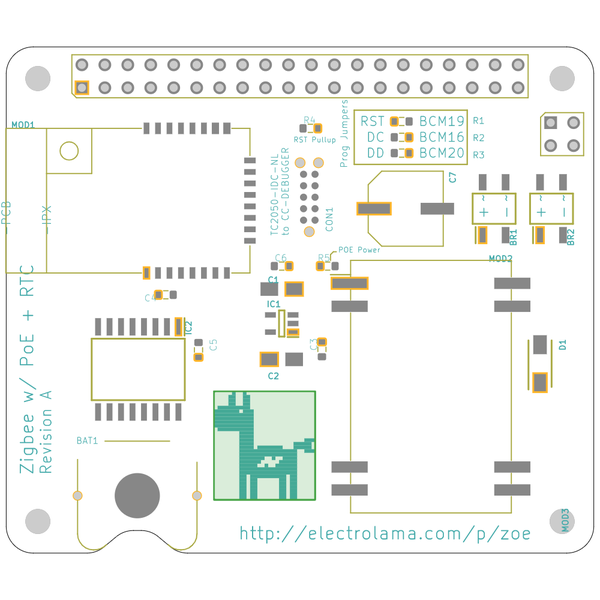 MOD1
R4
RST Pullup
Prog Jumpers
RST BCM19 R1
DC BCM16 R2
DD BCM20 R3
TC2050-IDC-NL
to CC-DEBUGGER
CON1
C7
BR1
BR2
PCB
IPX
POE Power
MOD2
C6
R5
C1
C4
IC1
IC2
C5
C3
C2
D1
Zigbee w/ PoE + RTC
Revision A
BAT1
MOD3
http://electrolama.com/p/zoe